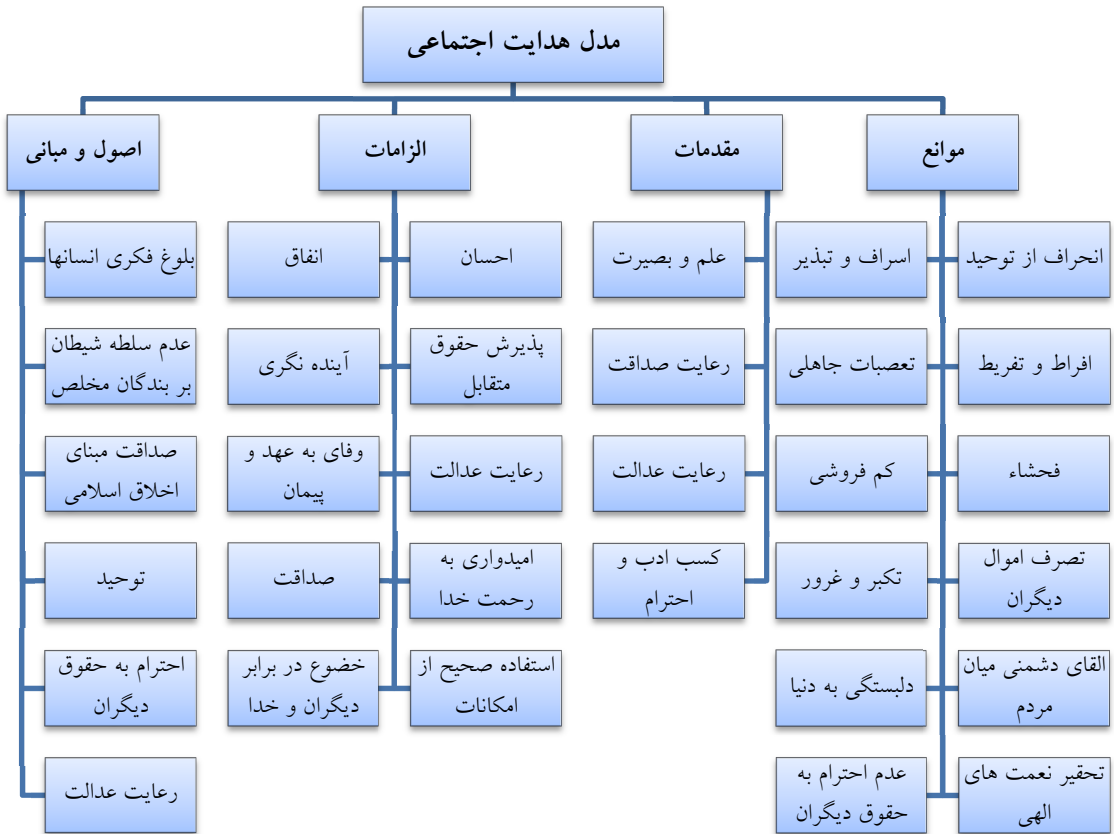 مدل هدایت اجتماعی
موانع
انحراف از توحید
اسراف و تبذیر
افراط و تفریط
تعصبات جاهلی
فحشاء
کم فروشی
تصرف اموال
دیگران
تکبر و غرور
القای دشمنی میان
مردم
دلبستگی به دنیا
تحقیر نعمت های
الهی
عدم احترام به
حقوق دیگران
مقدمات
علم و بصیرت
رعایت صداقت
رعایت عدالت
کسب ادب و
احترام
الزامات
احسان
انفاق
پذیرش حقوق
متقابل
آینده نگری
رعایت عدالت
وفای به عهد و
پیمان
امیدواری به
رحمت خدا
صداقت
استفاده صحیح از
امکانات
خضوع در برابر
دیگران و خدا
اصول و مبانی
بلوغ فکری انسانها
عدم سلطه شیطان
بر بندگان مخلص
صداقت مبنای
اخلاق اسلامی
توحید
احترام به حقوق
دیگران
رعایت عدالت